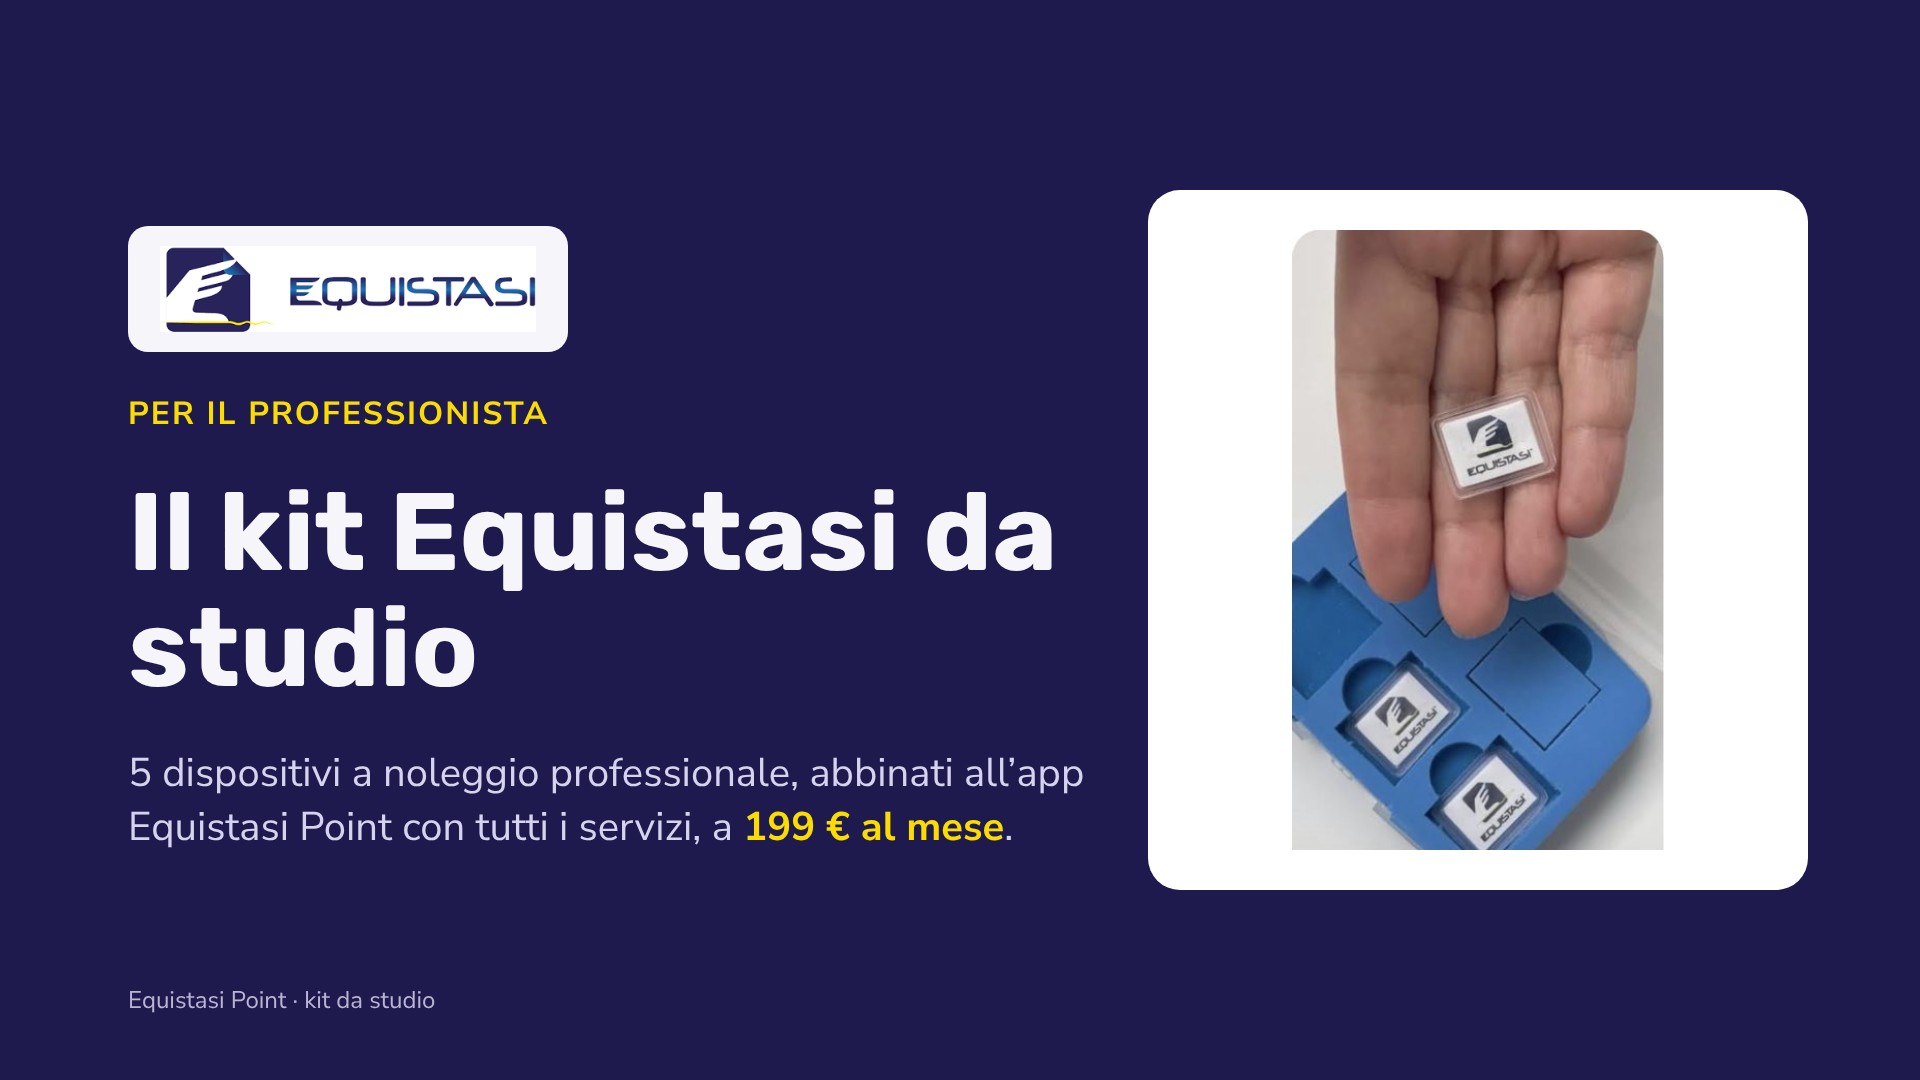 EQUISTASI
PER IL PROFESSIONISTA
Il kit Equistasi da
studio
5 dispositivi a noleggio professionale, abbinati all’app
Equistasi Point con tutti i servizi, a 199 € al mese.
EQUISTASI
EQUISTASI
EQUISTASI
Equistasi Point · kit da studio